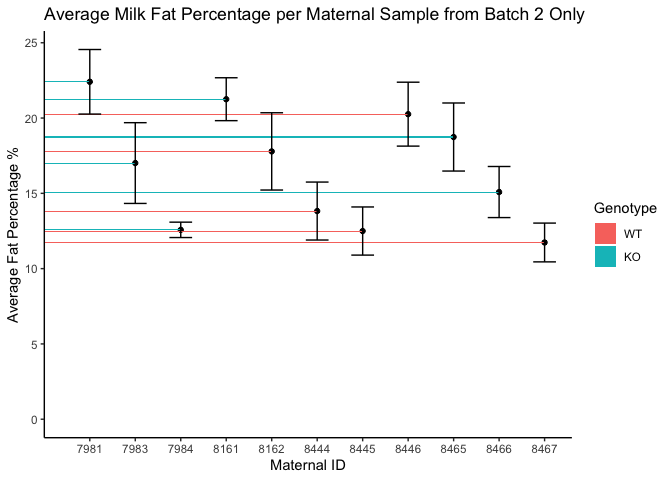 Average Milk Fat Percentage per Maternal Sample from Batch 2 Only
Average Fat Percentage %
25
20
15
10
5
0
7981 7983 7984 8161 8162 8444 8445 8446 8465 8466 8467
Maternal ID
Genotype
WT
KO